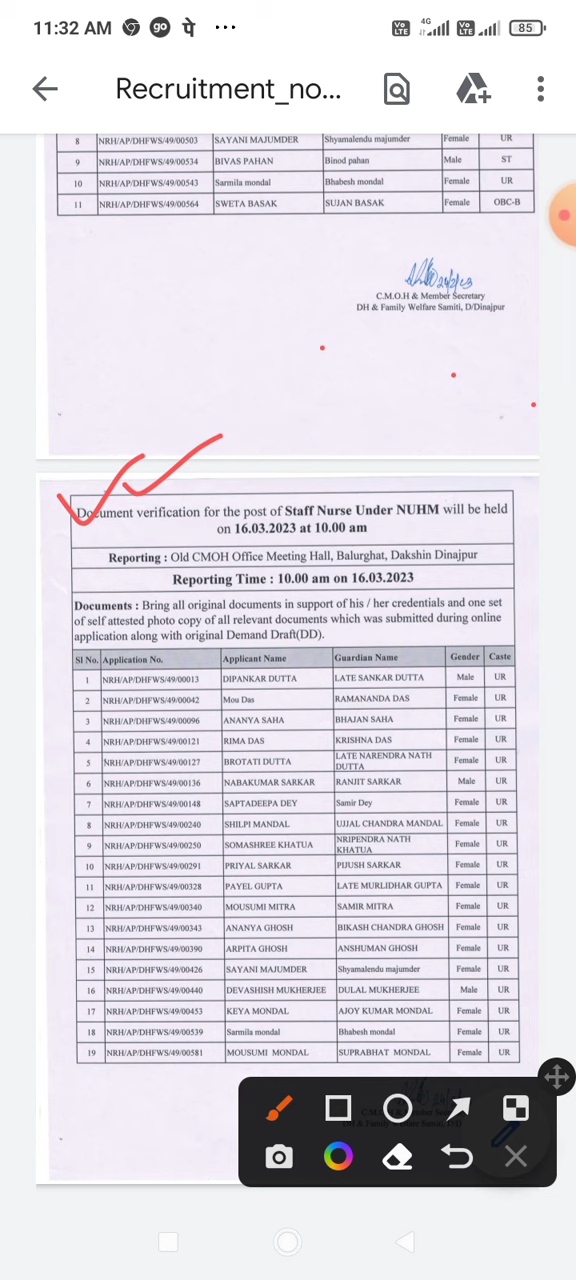 11:32 AM go पे ... Vo LTE 4G Vo LTE 85
Recruitment_no...
8 NRH/AP/DHFWS/49/00503 SAYANI MAJUMDER Shyamalendu majumder Female UR
9 NRH/AP/DHFWS/49/00534 BIVAS PAHAN Binod pahan Male ST
10 NRH/AP/DHFWS/49/00543 Sarmila mondal Bhabesh mondal Female UR
11 NRH/AP/DHFWS/49/00564 SWETA BASAK SUJAN BASAK Female OBC-B
C.M.O.H & Member Secretary
DH & Family Welfare Samiti, D/Dinajpur
Document verification for the post of Staff Nurse Under NUHM will be held
on 16.03.2023 at 10.00 am
Reporting : Old CMOH Office Meeting Hall, Balurghat, Dakshin Dinajpur
Reporting Time : 10.00 am on 16.03.2023
Documents : Bring all original documents in support of his / her credentials and one set
of self attested photo copy of all relevant documents which was submitted during online
application along with original Demand Draft(DD).
Sl No. Application No. Applicant Name Guardian Name Gender Caste
1 NRH/AP/DHFWS/49/00013 DIPANKAR DUTTA LATE SANKAR DUTTA Male UR
2 NRH/AP/DHFWS/49/00042 Mou Das RAMANANDA DAS Female UR
3 NRH/AP/DHFWS/49/00096 ANANYA SAHA BHAJAN SAHA Female UR
4 NRH/AP/DHFWS/49/00121 RIMA DAS KRISHNA DAS Female UR
5 NRH/AP/DHFWS/49/00127 BROTATI DUTTA LATE NARENDRA NATH DUTTA Female UR
6 NRH/AP/DHFWS/49/00136 NABAKUMAR SARKAR RANJIT SARKAR Male UR
7 NRH/AP/DHFWS/49/00148 SAPTADEEPA DEY Samir Dey Female UR
8 NRH/AP/DHFWS/49/00240 SHILPI MANDAL UJJAL CHANDRA MANDAL Female UR
9 NRH/AP/DHFWS/49/00250 SOMASHREE KHATUA NRIPENDRA NATH KHATUA Female UR
10 NRH/AP/DHFWS/49/00291 PRIYAL SARKAR PIJUSH SARKAR Female UR
11 NRH/AP/DHFWS/49/00328 PAYEL GUPTA LATE MURLIDHAR GUPTA Female UR
12 NRH/AP/DHFWS/49/00340 MOUSUMI MITRA SAMIR MITRA Female UR
13 NRH/AP/DHFWS/49/00343 ANANYA GHOSH BIKASH CHANDRA GHOSH Female UR
14 NRH/AP/DHFWS/49/00390 ARPITA GHOSH ANSHUMAN GHOSH Female UR
15 NRH/AP/DHFWS/49/00426 SAYANI MAJUMDER Shyamalendu majumder Female UR
16 NRH/AP/DHFWS/49/00440 DEVASHISH MUKHERJEE DULAL MUKHERJEE Male UR
17 NRH/AP/DHFWS/49/00453 KEYA MONDAL AJOY KUMAR MONDAL Female UR
18 NRH/AP/DHFWS/49/00539 Sarmila mondal Bhabesh mondal Female UR
19 NRH/AP/DHFWS/49/00581 MOUSUMI MONDAL SUPRABHAT MONDAL Female UR